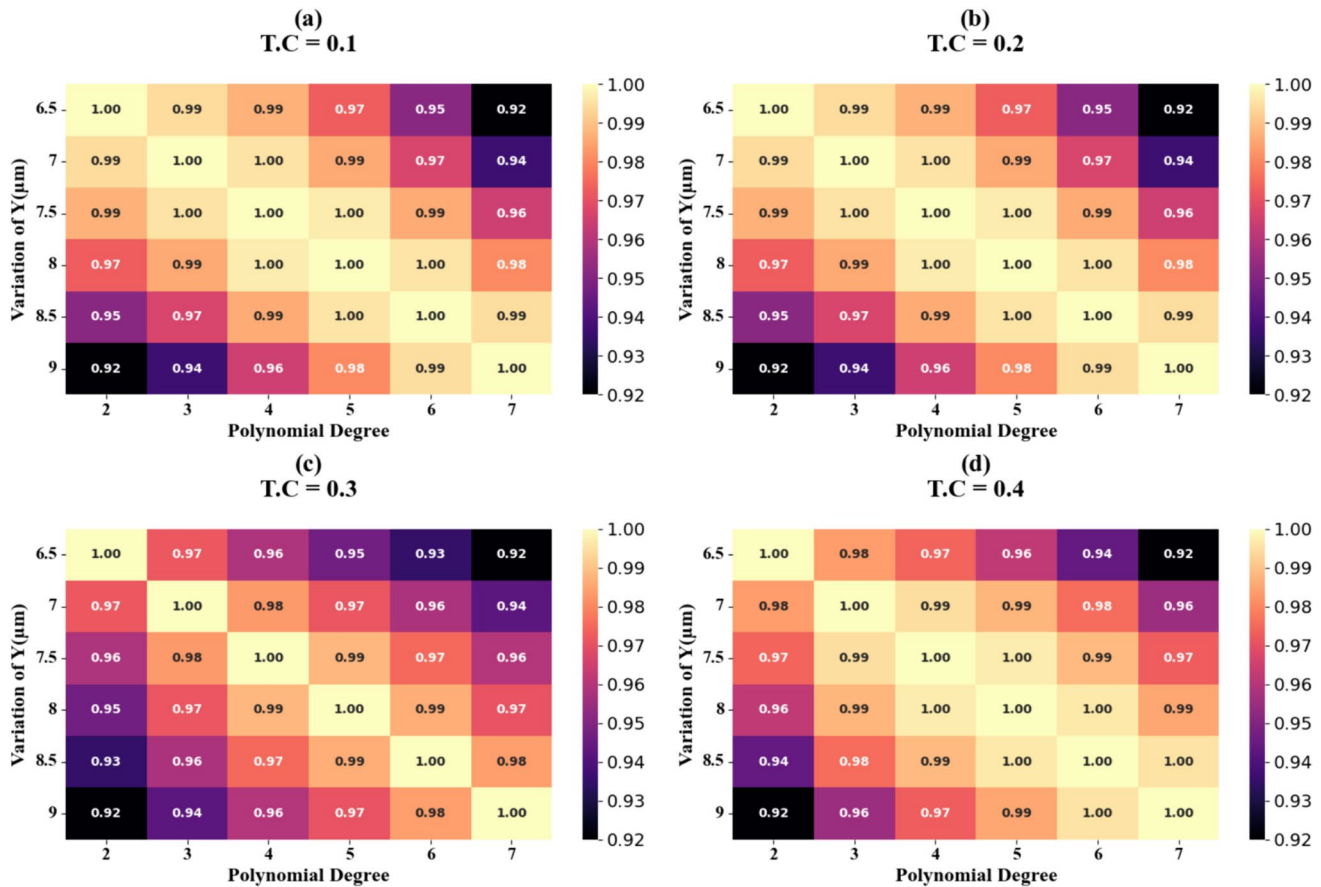 (a)
T.C = 0.1
6.5 1.00 0.99 0.99 0.97 0.95 0.92
7 0.99 1.00 1.00 0.99 0.97 0.94
7.5 0.99 1.00 1.00 1.00 0.99 0.96
8 0.97 0.99 1.00 1.00 1.00 0.98
8.5 0.95 0.97 0.99 1.00 1.00 0.99
9 0.92 0.94 0.96 0.98 0.99 1.00
2 3 4 5 6 7
Polynomial Degree
Variation of Y(μm)
1.00
0.99
0.98
0.97
0.96
0.95
0.94
0.93
0.92
(b)
T.C = 0.2
6.5 1.00 0.99 0.99 0.97 0.95 0.92
7 0.99 1.00 1.00 0.99 0.97 0.94
7.5 0.99 1.00 1.00 1.00 0.99 0.96
8 0.97 0.99 1.00 1.00 1.00 0.98
8.5 0.95 0.97 0.99 1.00 1.00 0.99
9 0.92 0.94 0.96 0.98 0.99 1.00
2 3 4 5 6 7
Polynomial Degree
Variation of Y(μm)
1.00
0.99
0.98
0.97
0.96
0.95
0.94
0.93
0.92
(c)
T.C = 0.3
6.5 1.00 0.97 0.96 0.95 0.93 0.92
7 0.97 1.00 0.98 0.97 0.96 0.94
7.5 0.96 0.98 1.00 0.99 0.97 0.96
8 0.95 0.97 0.99 1.00 0.99 0.97
8.5 0.93 0.96 0.97 0.99 1.00 0.98
9 0.92 0.94 0.96 0.97 0.98 1.00
2 3 4 5 6 7
Polynomial Degree
Variation of Y(μm)
1.00
0.99
0.98
0.97
0.96
0.95
0.94
0.93
0.92
(d)
T.C = 0.4
6.5 1.00 0.98 0.97 0.96 0.94 0.92
7 0.98 1.00 0.99 0.99 0.98 0.96
7.5 0.97 0.99 1.00 1.00 0.99 0.97
8 0.96 0.99 1.00 1.00 1.00 0.99
8.5 0.94 0.98 0.99 1.00 1.00 1.00
9 0.92 0.96 0.97 0.99 1.00 1.00
2 3 4 5 6 7
Polynomial Degree
Variation of Y(μm)
1.00
0.99
0.98
0.97
0.96
0.95
0.94
0.93
0.92